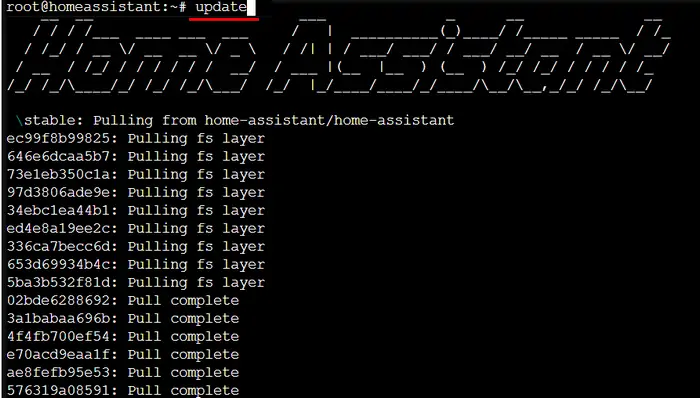 root@homeassistant:~# update
Home Assistant
\stable: Pulling from home-assistant/home-assistant
ec99f8b99825: Pulling fs layer
646e6dcaa5b7: Pulling fs layer
73e1eb350c1a: Pulling fs layer
97d3806ade9e: Pulling fs layer
34ebc1ea44b1: Pulling fs layer
ed4e8a19ee2c: Pulling fs layer
336ca7becc6d: Pulling fs layer
653d69934b4c: Pulling fs layer
5ba3b532f81d: Pulling fs layer
02bde6288692: Pull complete
3a1babaa696b: Pull complete
4f4fb700ef54: Pull complete
e70acd9eaa1f: Pull complete
ae8fefb95e53: Pull complete
576319a08591: Pull complete